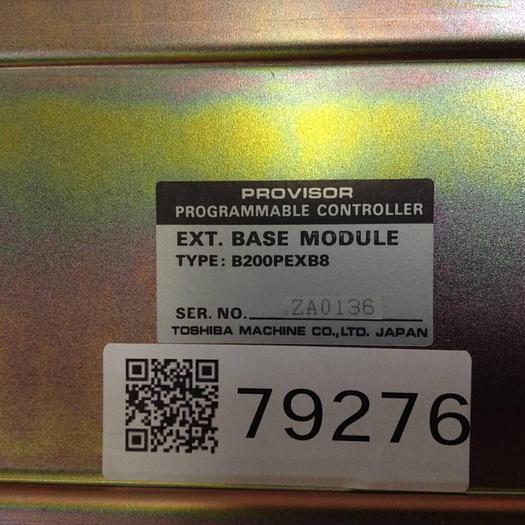 PROVISOR
PROGRAMMABLE CONTROLLER
EXT. BASE MODULE
TYPE: B200PEXB8
SER. NO. ZA0136
TOSHIBA MACHINE CO.,LTD. JAPAN
79276